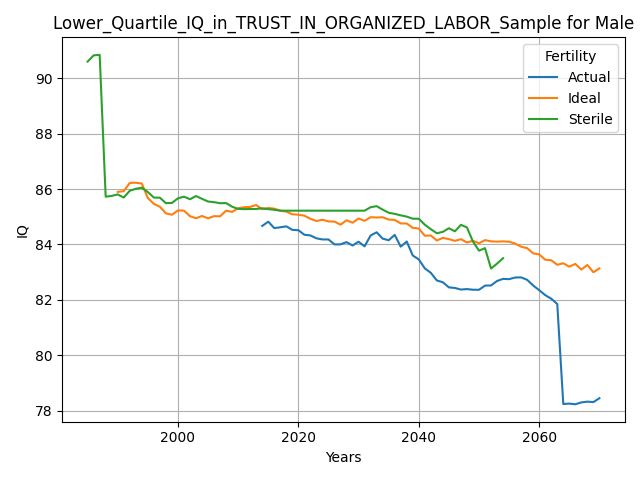 Lower_Quartile_IQ_in_TRUST_IN_ORGANIZED_LABOR_Sample for Male
Fertility
Actual
Ideal
Sterile
IQ
90
88
86
84
82
80
78
2000
2020
2040
2060
Years